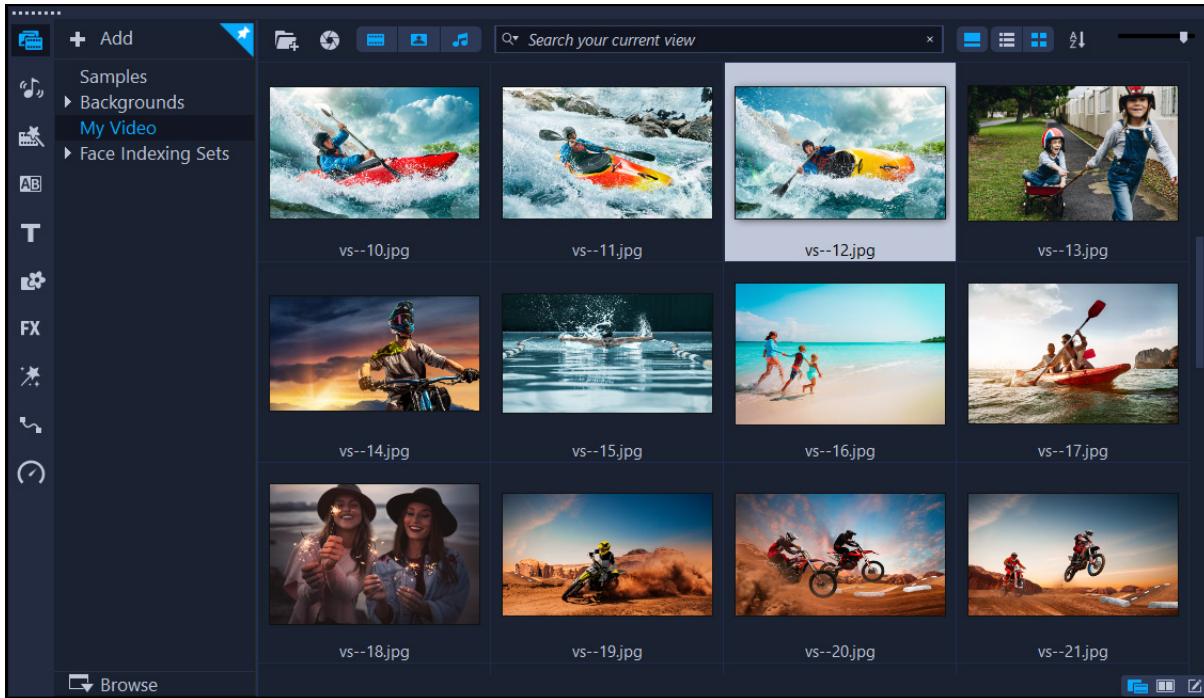 Add
Search your current view
×
Samples
Backgrounds
My Video
Face Indexing Sets
AB
T
FX
A
Z
vs--10.jpg
vs--11.jpg
vs--12.jpg
vs--13.jpg
vs--14.jpg
vs--15.jpg
vs--16.jpg
vs--17.jpg
vs--18.jpg
vs--19.jpg
vs--20.jpg
vs--21.jpg
Browse